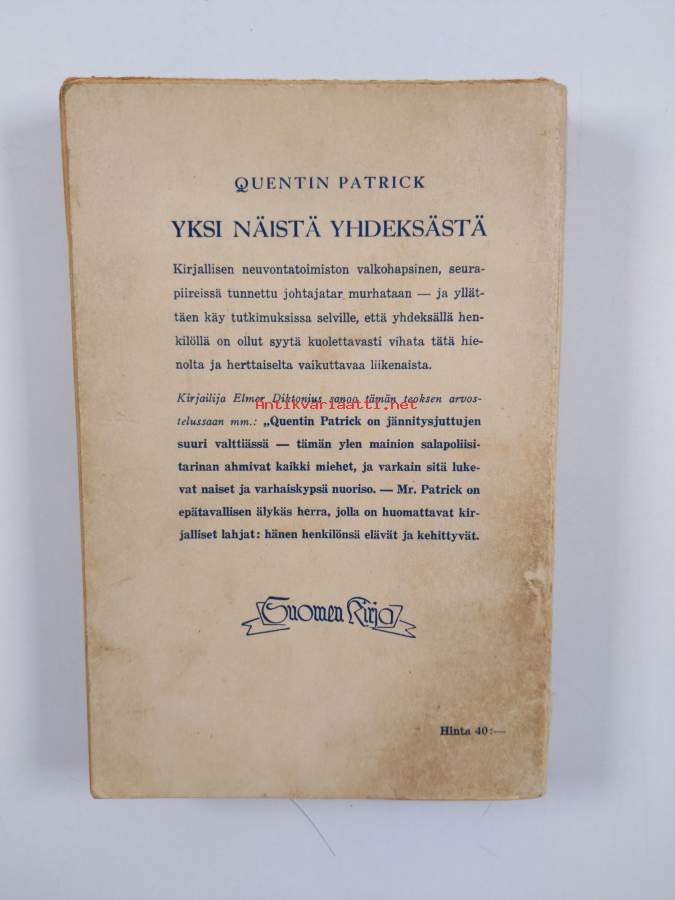 QUENTIN PATRICK
YKSI NÄISTÄ YHDEKSÄSTÄ
Kirjallisen neuvontatoimiston valkohapsinen, seura-
piireissä tunnettu johtajatar murhataan — ja yllät-
täen käy tutkimuksissa selville, että yhdeksällä hen-
kilöllä on ollut syytä kuolettavasti vihata tätä hie-
nolta ja herttaiselta vaikuttavaa liikenaista.
Kirjailija Elmer Diktonius sanoo tämän teoksen arvos-
Antikvariaatti.net
telussaan mm.: „Quentin Patrick on jännitysjuttujen
suuri valttiässä — tämän ylen mainion salapoliisi-
tarinan ahmivat kaikki miehet, ja varkain sitä luke-
vat naiset ja varhaiskypsä nuoriso. — Mr. Patrick on
epätavallisen älykäs herra, jolla on huomattavat kir-
jalliset lahjat: hänen henkilönsä elävät ja kehittyvät.
Suomen Kirja
Hinta 40:—